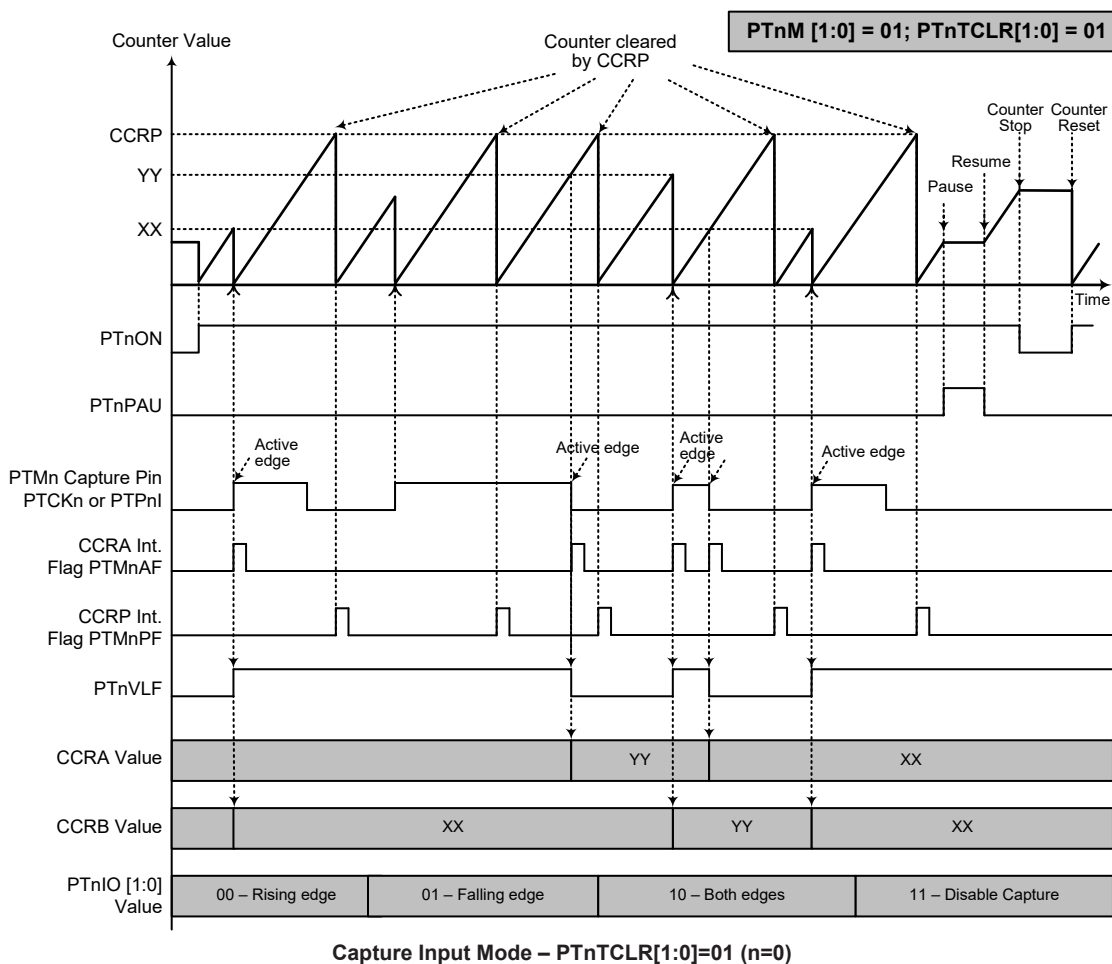 PTnM [1:0] = 01; PTnTCLR[1:0] = 01
Counter Value
Counter cleared
by CCRP
Counter
Stop
Counter
Reset
CCRP
YY
XX
Pause
Resume
Time
PTnON
PTnPAU
Active
edge
Active edge
Active
edge
Active edge
PTMn Capture Pin
PTCKn or PTPnI
CCRA Int.
Flag PTMnAF
CCRP Int.
Flag PTMnPF
PTnVLF
CCRA Value
YY
XX
CCRB Value
XX
YY
XX
PTnIO [1:0]
Value
00 – Rising edge
01 – Falling edge
10 – Both edges
11 – Disable Capture
Capture Input Mode – PTnTCLR[1:0]=01 (n=0)